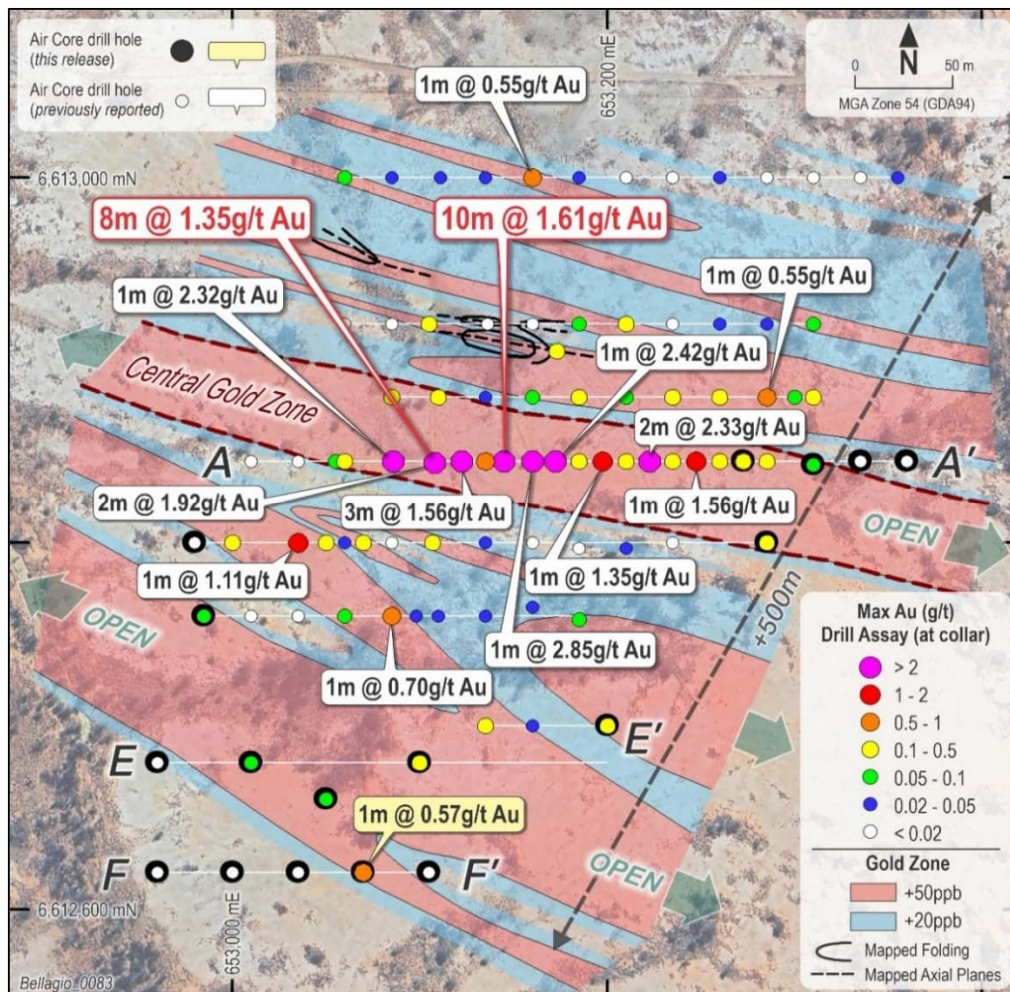 Air Core drill hole
(this release)
Air Core drill hole
(previously reported)
653,200 mE
N
0 50 m
MGA Zone 54 (GDA94)
1m @ 0.55g/t Au
6,613,000 mN
8m @ 1.35g/t Au
10m @ 1.61g/t Au
1m @ 2.32g/t Au
1m @ 0.55g/t Au
1m @ 2.42g/t Au
Central Gold Zone
2m @ 2.33g/t Au
A
A'
2m @ 1.92g/t Au
3m @ 1.56g/t Au
1m @ 1.56g/t Au
OPEN
1m @ 1.11g/t Au
1m @ 1.35g/t Au
OPEN
+500m
1m @ 2.85g/t Au
1m @ 0.70g/t Au
E
E'
1m @ 0.57g/t Au
F
F'
OPEN
6,612,600 mN
653,000 mE
Bellagio_0083
Max Au (g/t)
Drill Assay (at collar)
> 2
1 - 2
0.5 - 1
0.1 - 0.5
0.05 - 0.1
0.02 - 0.05
< 0.02
Gold Zone
+50ppb
+20ppb
Mapped Folding
Mapped Axial Planes